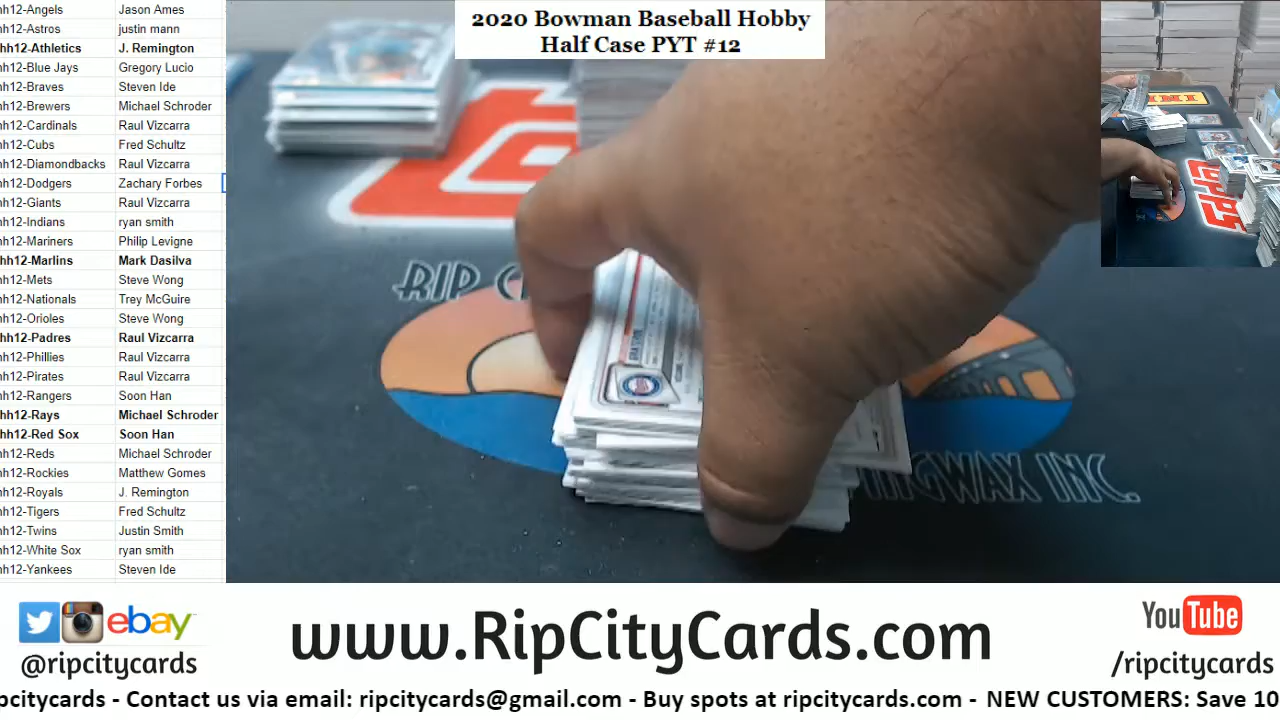 2020 Bowman Baseball Hobby
Half Case PYT #12
hh12-Angels Jason Ames
hh12-Astros justin mann
hh12-Athletics J. Remington
hh12-Blue Jays Gregory Lucio
hh12-Braves Steven Ide
hh12-Brewers Michael Schroder
hh12-Cardinals Raul Vizcarra
hh12-Cubs Fred Schultz
hh12-Diamondbacks Raul Vizcarra
hh12-Dodgers Zachary Forbes
hh12-Giants Raul Vizcarra
hh12-Indians ryan smith
hh12-Mariners Philip Levigne
hh12-Marlins Mark Dasilva
hh12-Mets Steve Wong
hh12-Nationals Trey McGuire
hh12-Orioles Steve Wong
hh12-Padres Raul Vizcarra
hh12-Phillies Raul Vizcarra
hh12-Pirates Raul Vizcarra
hh12-Rangers Soon Han
hh12-Rays Michael Schroder
hh12-Red Sox Soon Han
hh12-Reds Michael Schroder
hh12-Rockies Matthew Gomes
hh12-Royals J. Remington
hh12-Tigers Fred Schultz
hh12-Twins Justin Smith
hh12-White Sox ryan smith
hh12-Yankees Steven Ide
RIP
INGWAX INC.
ebay
@ripcitycards
www.RipCityCards.com
YouTube
/ripcitycards
pcitycards - Contact us via email: ripcitycards@gmail.com - Buy spots at ripcitycards.com - NEW CUSTOMERS: Save 10